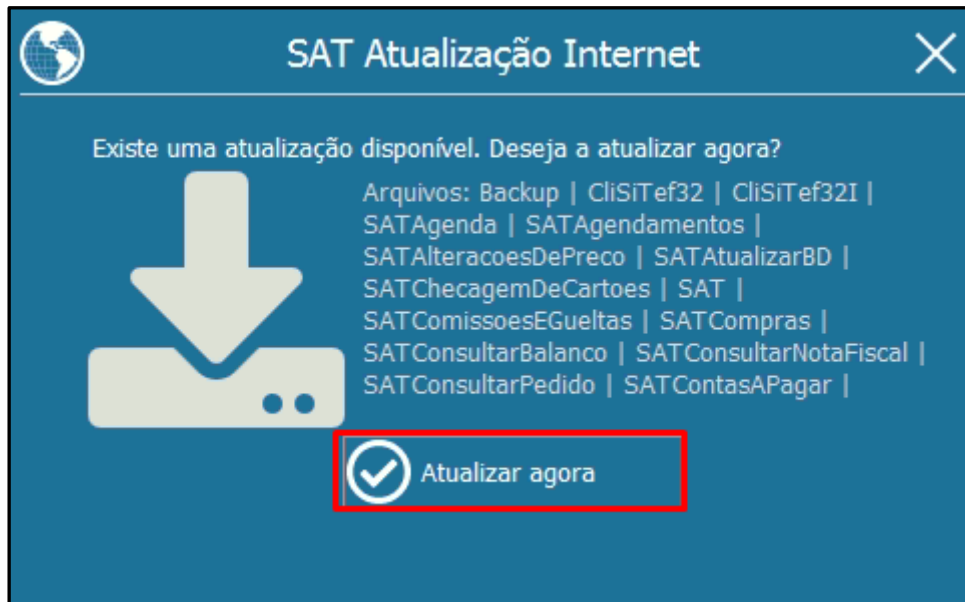 SAT Atualização Internet
Existe uma atualização disponível. Deseja a atualizar agora?
Arquivos: Backup | CliSiTef32 | CliSiTef32I |
SATAgenda | SATAgendamentos |
SATAlteracoesDePreco | SATAtualizarBD |
SATChecagemDeCartoes | SAT |
SATComissoesEGueltas | SATCompras |
SATConsultarBalanco | SATConsultarNotaFiscal |
SATConsultarPedido | SATContasAPagar |
Atualizar agora